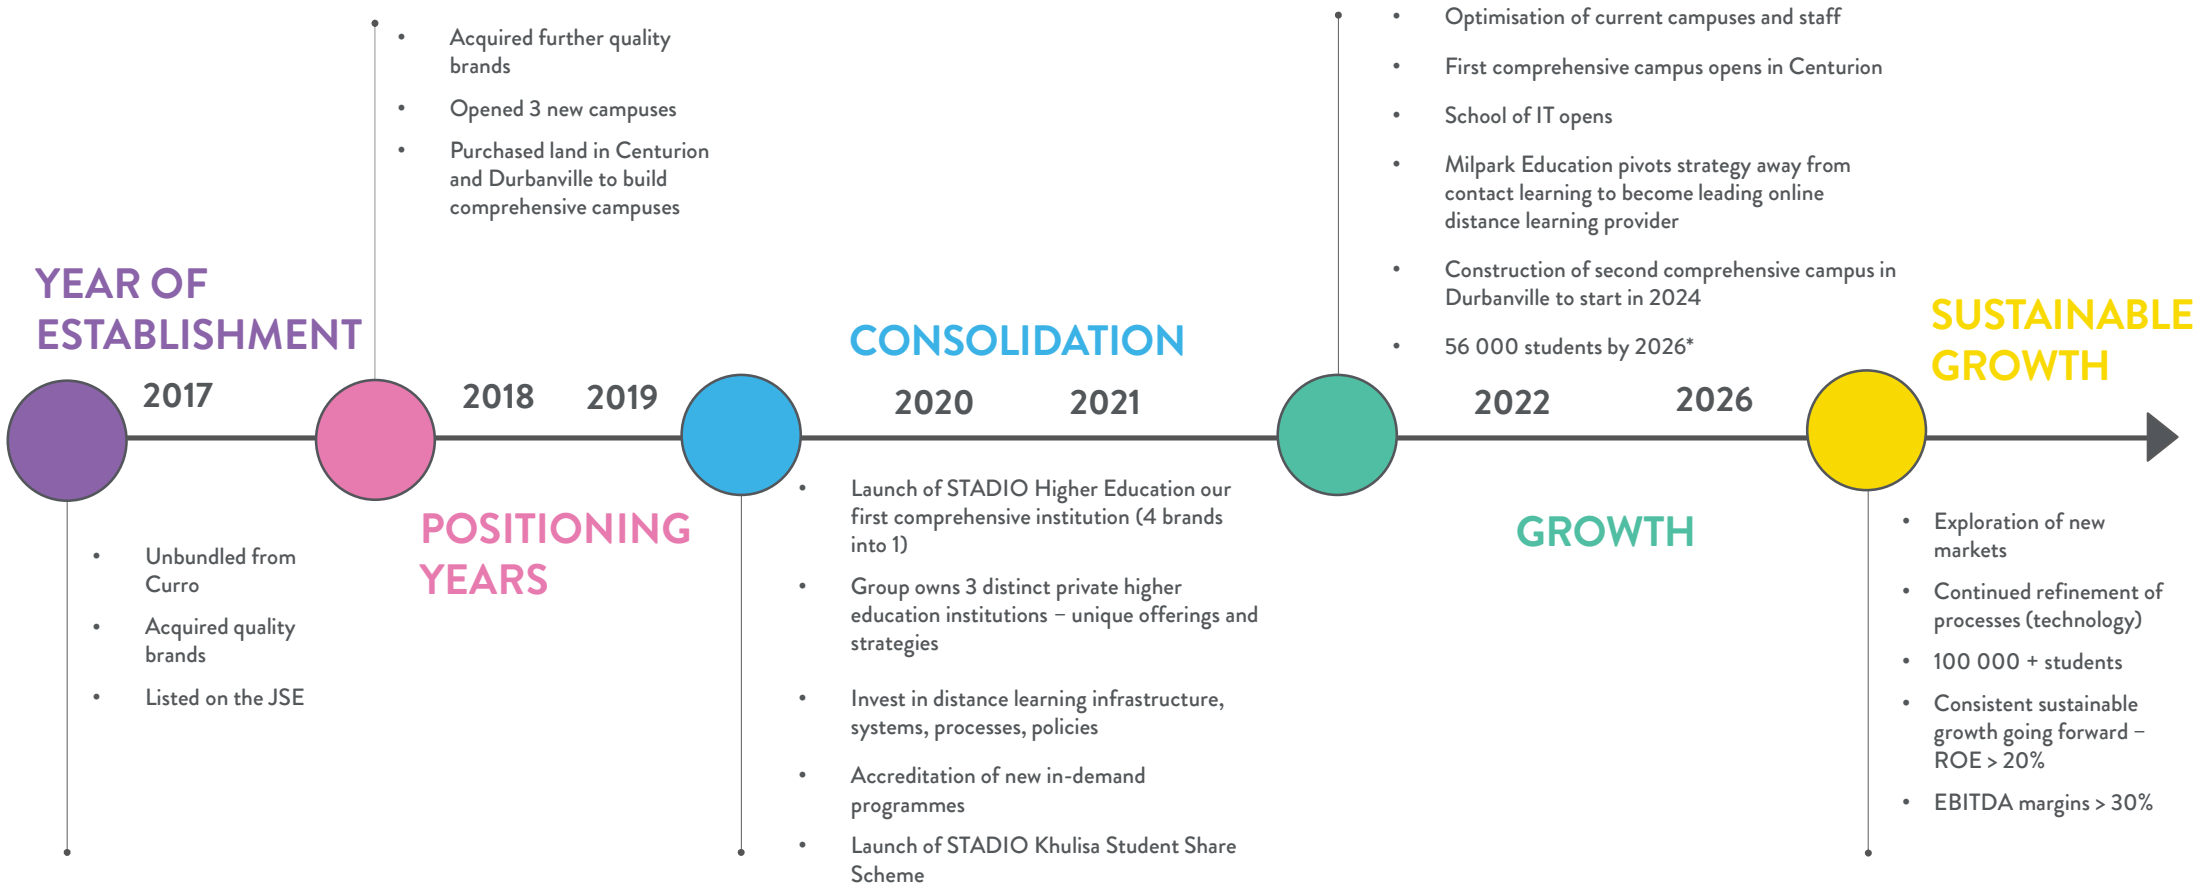 YEAR OF
ESTABLISHMENT
2017
• Unbundled from
Curro
• Acquired quality
brands
• Listed on the JSE
• Acquired further quality
brands
• Opened 3 new campuses
• Purchased land in Centurion
and Durbanville to build
comprehensive campuses
2018 2019
POSITIONING
YEARS
CONSOLIDATION
2020 2021
• Launch of STADIO Higher Education our
first comprehensive institution (4 brands
into 1)
• Group owns 3 distinct private higher
education institutions – unique offerings and
strategies
• Invest in distance learning infrastructure,
systems, processes, policies
• Accreditation of new in-demand
programmes
• Launch of STADIO Khulisa Student Share
Scheme
• Optimisation of current campuses and staff
• First comprehensive campus opens in Centurion
• School of IT opens
• Milpark Education pivots strategy away from
contact learning to become leading online
distance learning provider
• Construction of second comprehensive campus in
Durbanville to start in 2024
• 56 000 students by 2026*
2022 2026
GROWTH
SUSTAINABLE
GROWTH
• Exploration of new
markets
• Continued refinement of
processes (technology)
• 100 000 + students
• Consistent sustainable
growth going forward –
ROE > 20%
• EBITDA margins > 30%